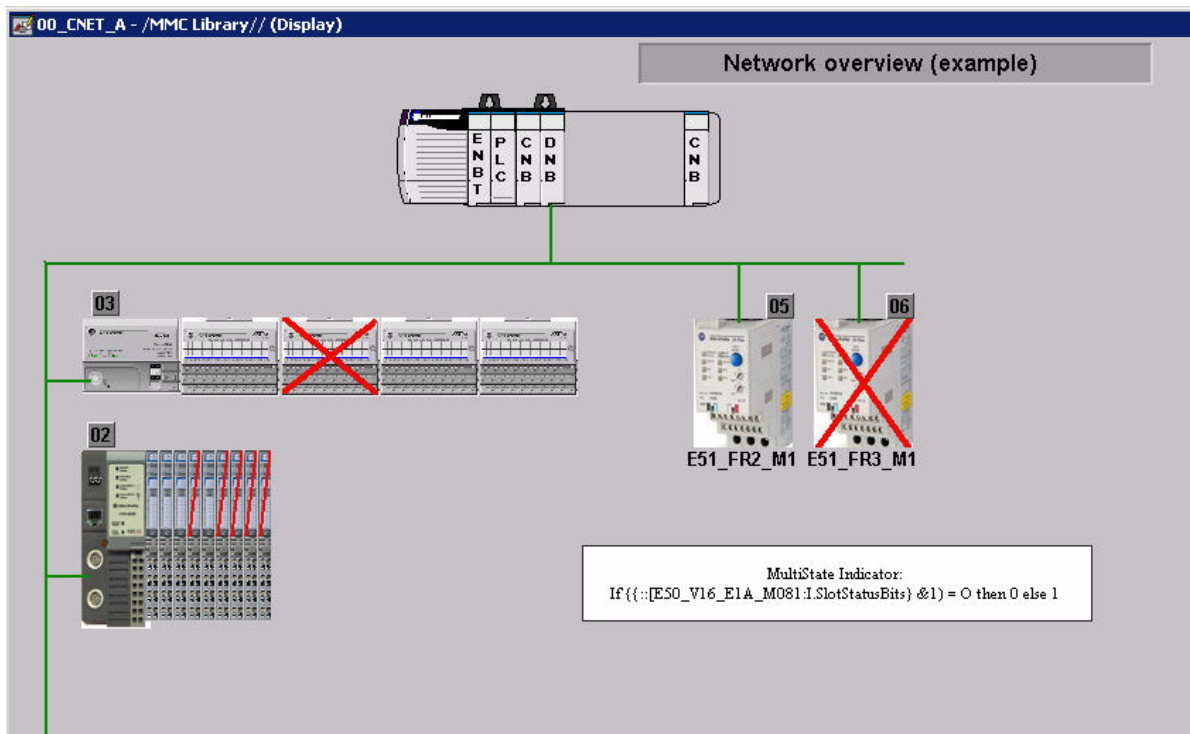 00_CNET_A - /MMC Library// (Display)
Network overview (example)
ENBT
PLC
CNB
DNB
CNB
03
05
06
02
E51_FR2_M1
E51_FR3_M1
MultiState Indicator:
If {{::[E50_V16_E1A_M081:I.SlotStatusBits} &1) = O then 0 else 1